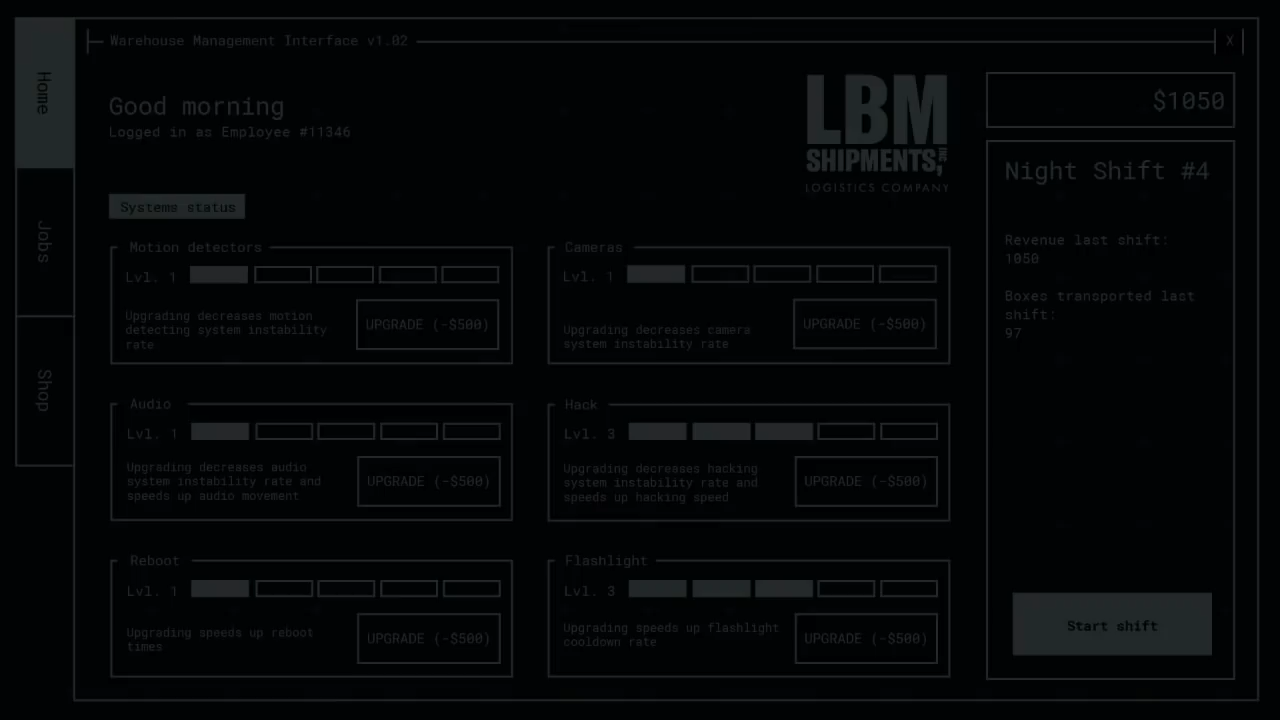 Warehouse Management Interface v1.02
X
Home
Jobs
Shop
Good morning
Logged in as Employee #11346
LBM
SHIPMENTS, INC
LOGISTICS COMPANY
$1050
Systems status
Motion detectors
Lvl. 1
Upgrading decreases motion
detecting system instability
rate
UPGRADE (-$500)
Cameras
Lvl. 1
Upgrading decreases camera
system instability rate
UPGRADE (-$500)
Audio
Lvl. 1
Upgrading decreases audio
system instability rate and
speeds up audio movement
UPGRADE (-$500)
Hack
Lvl. 3
Upgrading decreases hacking
system instability rate and
speeds up hacking speed
UPGRADE (-$500)
Reboot
Lvl. 1
Upgrading speeds up reboot
times
UPGRADE (-$500)
Flashlight
Lvl. 3
Upgrading speeds up flashlight
cooldown rate
UPGRADE (-$500)
Night Shift #4
Revenue last shift:
1050
Boxes transported last
shift:
97
Start shift